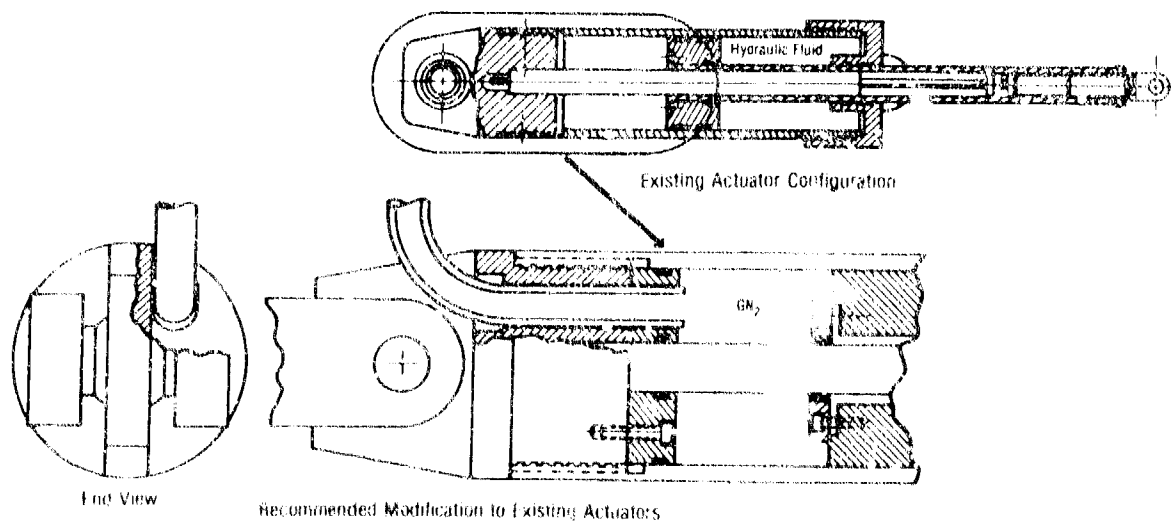 Hydraulic Fluid
Existing Actuator Configuration
GN2
End View
Recommended Modification to Existing Actuators